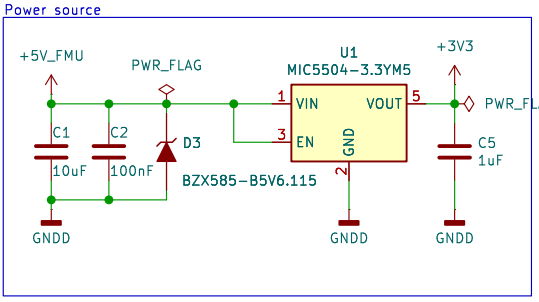 Power source
+5V_FMU
PWR_FLAG
U1
MIC5504-3.3YM5
+3V3
1
VIN
VOUT
5
PWR_FLA
3
EN
GND
2
C1
10uF
C2
100nF
D3
BZX585-B5V6.115
C5
1uF
GNDD
GNDD
GNDD